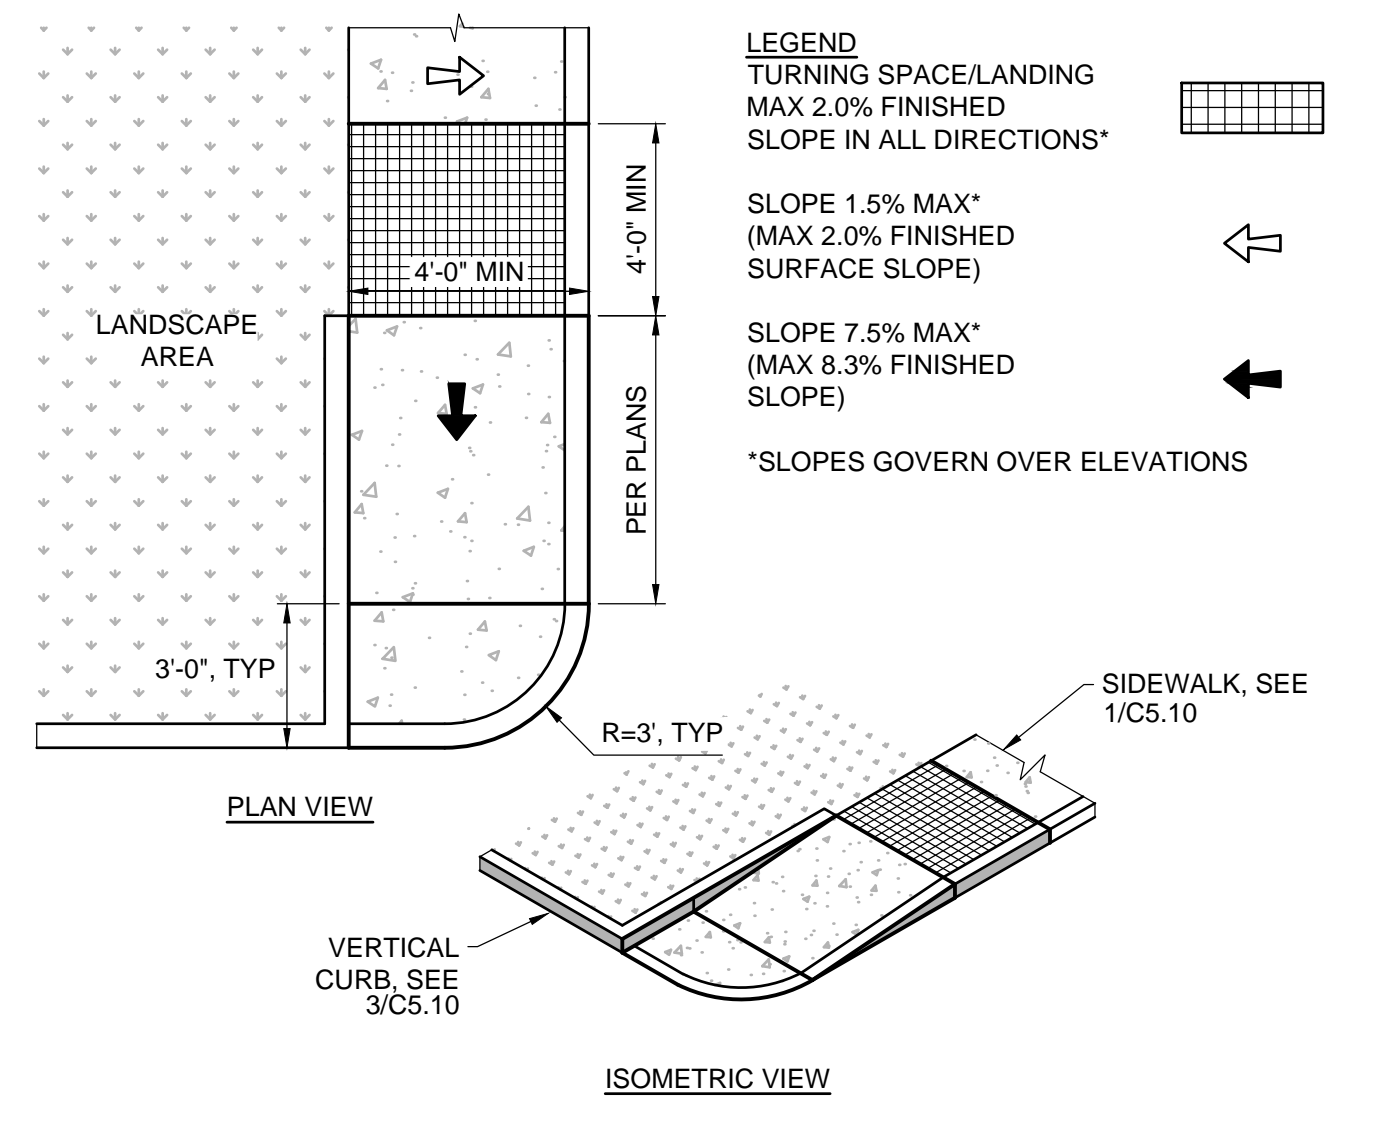 LEGEND
TURNING SPACE/LANDING
MAX 2.0% FINISHED
SLOPE IN ALL DIRECTIONS*
SLOPE 1.5% MAX*
(MAX 2.0% FINISHED
SURFACE SLOPE)
SLOPE 7.5% MAX*
(MAX 8.3% FINISHED
SLOPE)
*SLOPES GOVERN OVER ELEVATIONS
4'-0" MIN
4'-0" MIN
LANDSCAPE
AREA
PER PLANS
3'-0", TYP
R=3', TYP
PLAN VIEW
SIDEWALK, SEE
1/C5.10
VERTICAL
CURB, SEE
3/C5.10
ISOMETRIC VIEW